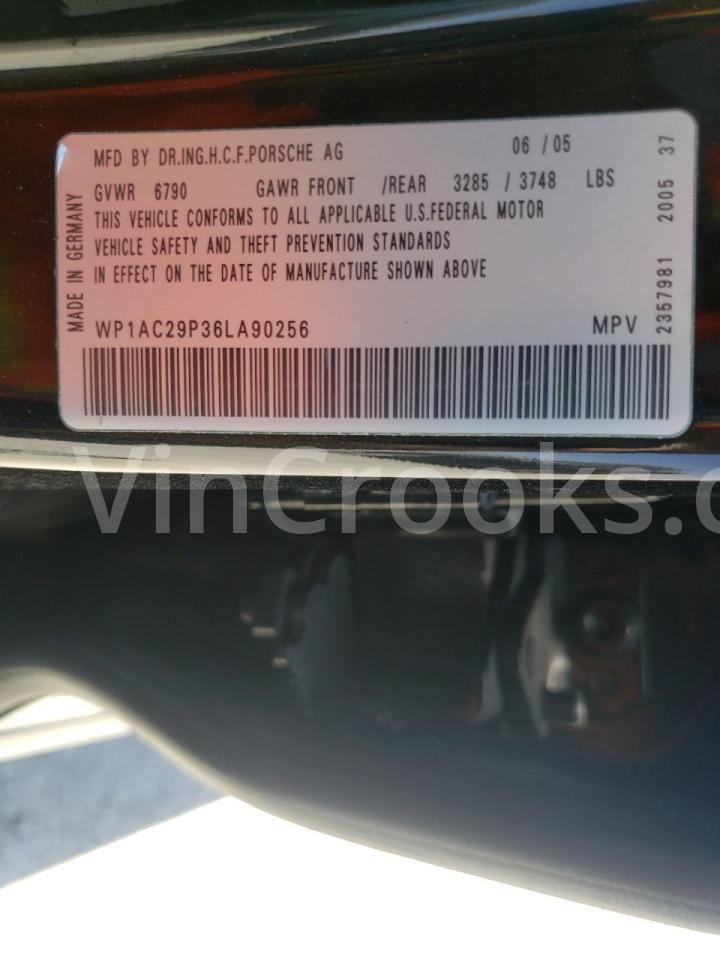 MFD BY DR.ING.H.C.F.PORSCHE AG 06 / 05
GVWR 6790 GAWR FRONT /REAR 3285 / 3748 LBS
THIS VEHICLE CONFORMS TO ALL APPLICABLE U.S.FEDERAL MOTOR
VEHICLE SAFETY AND THEFT PREVENTION STANDARDS
IN EFFECT ON THE DATE OF MANUFACTURE SHOWN ABOVE
WP1AC29P36LA90256 MPV
MADE IN GERMANY
2357981 2005 37
VinCrooks.c